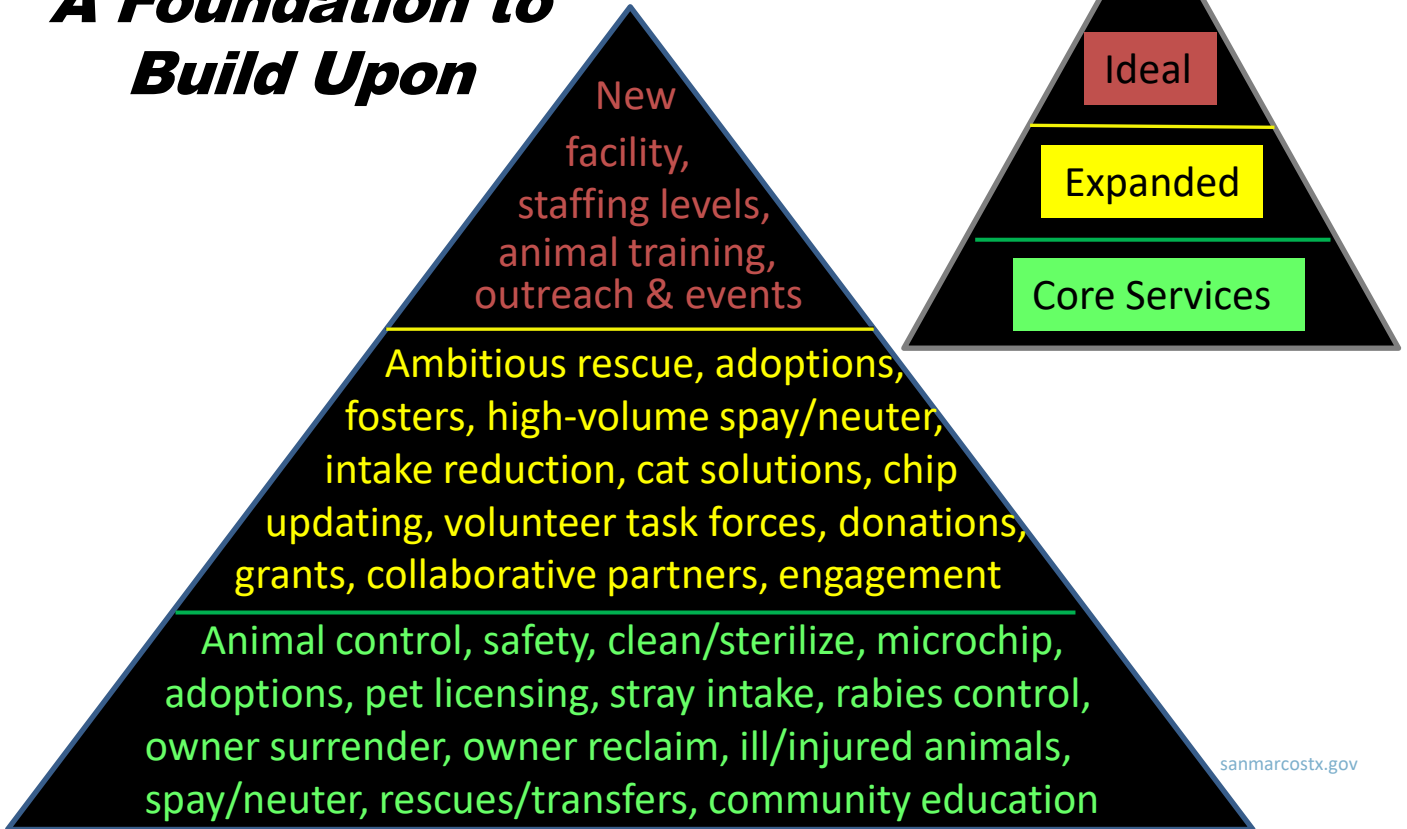 A Foundation to
Build Upon
New
facility,
staffing levels,
animal training,
outreach & events
Ambitious rescue, adoptions,
fosters, high-volume spay/neuter,
intake reduction, cat solutions, chip
updating, volunteer task forces, donations,
grants, collaborative partners, engagement
Animal control, safety, clean/sterilize, microchip,
adoptions, pet licensing, stray intake, rabies control,
owner surrender, owner reclaim, ill/injured animals,
spay/neuter, rescues/transfers, community education
Ideal
Expanded
Core Services
sanmarcostx.gov